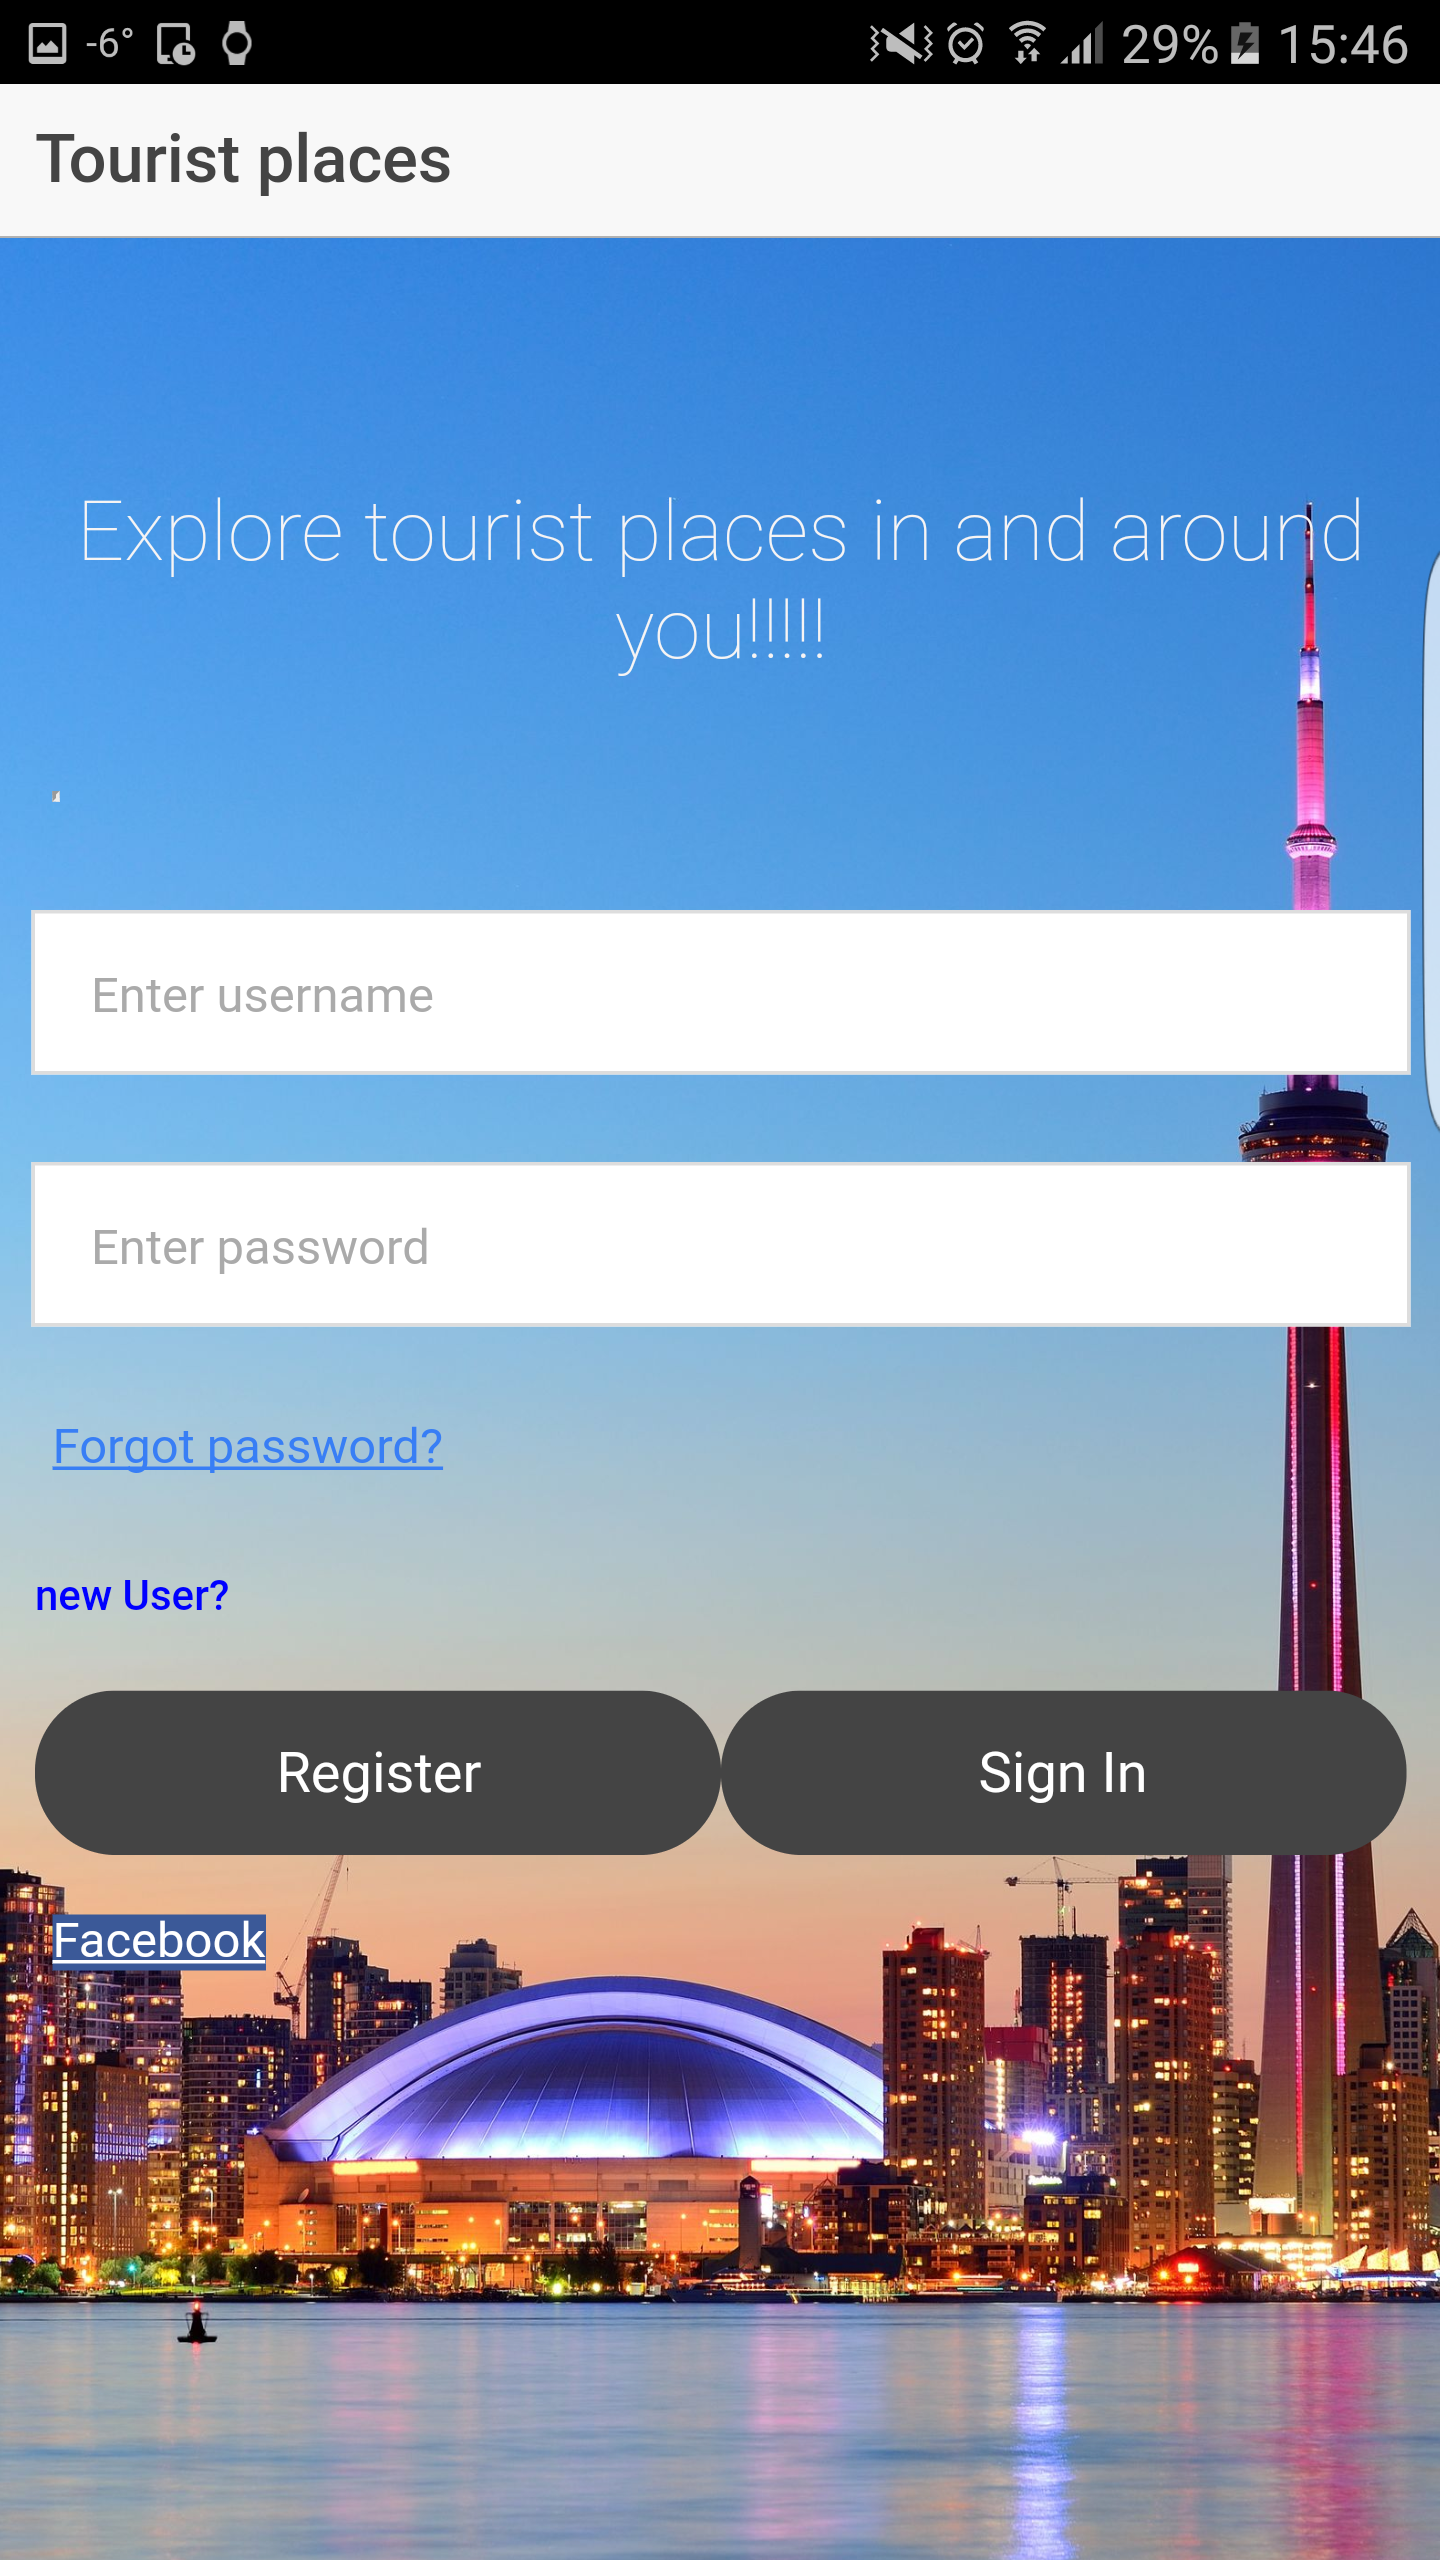 -6° 29% 15:46
Tourist places
Explore tourist places in and around
you!!!!!
Enter username
Enter password
Forgot password?
new User?
Register Sign In
Facebook